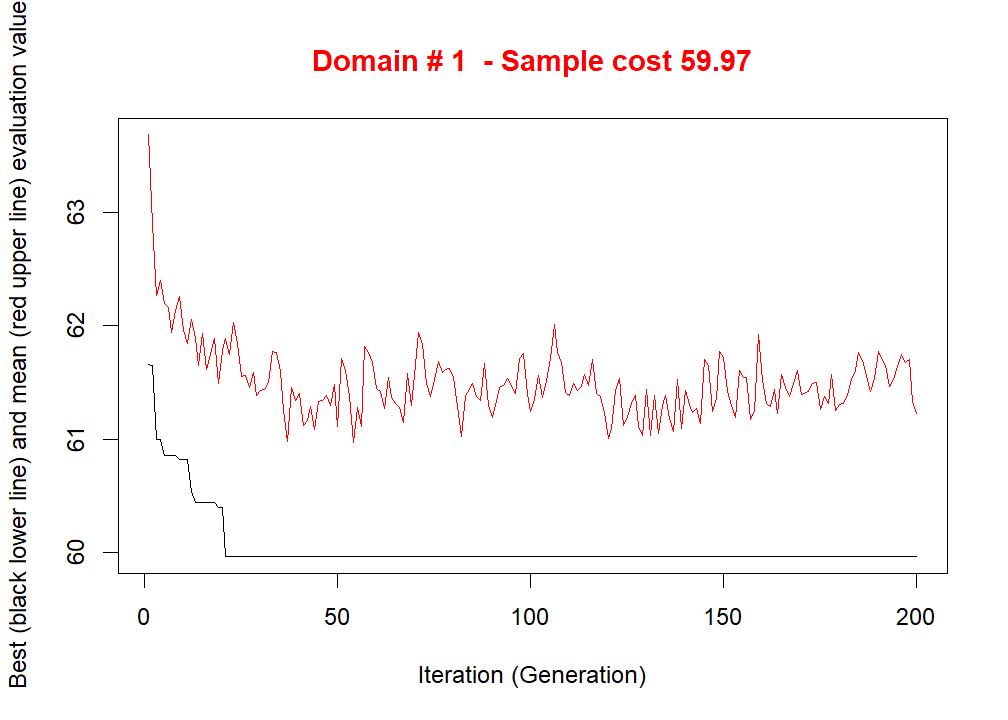 Domain # 1  - Sample cost 59.97
Best (black lower line) and mean (red upper line) evaluation value
63
62
61
60
0 50 100 150 200
Iteration (Generation)